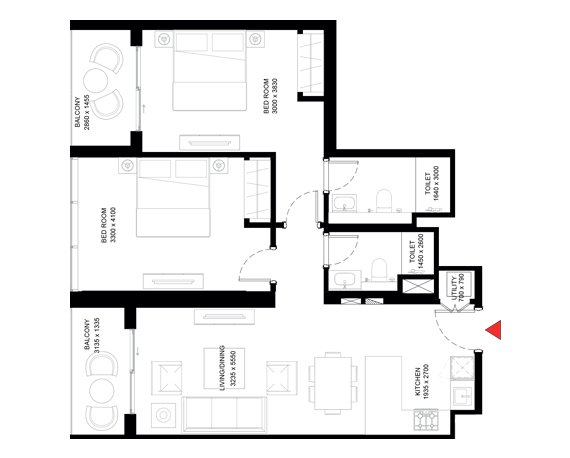 BALCONY
2860 x 1455
BED ROOM
3000 x 3830
BED ROOM
3300 x 4100
TOILET
1640 x 3000
TOILET
1450 x 2600
UTILITY
700 x 790
BALCONY
3135 x 1335
LIVING/DINING
3235 x 5550
KITCHEN
1935 x 2700